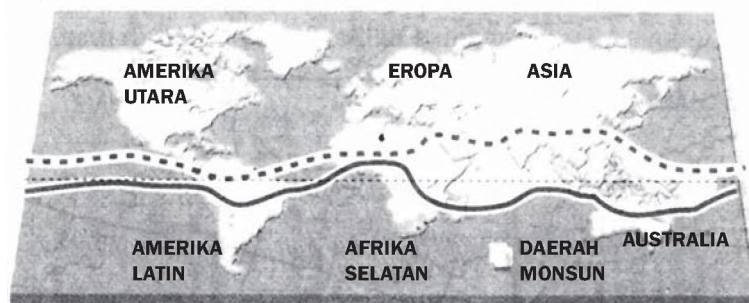 AMERIKA
UTARA
EROPA
ASIA
AMERIKA
LATIN
AFRIKA
SELATAN
DAERAH
MONSUN
AUSTRALIA